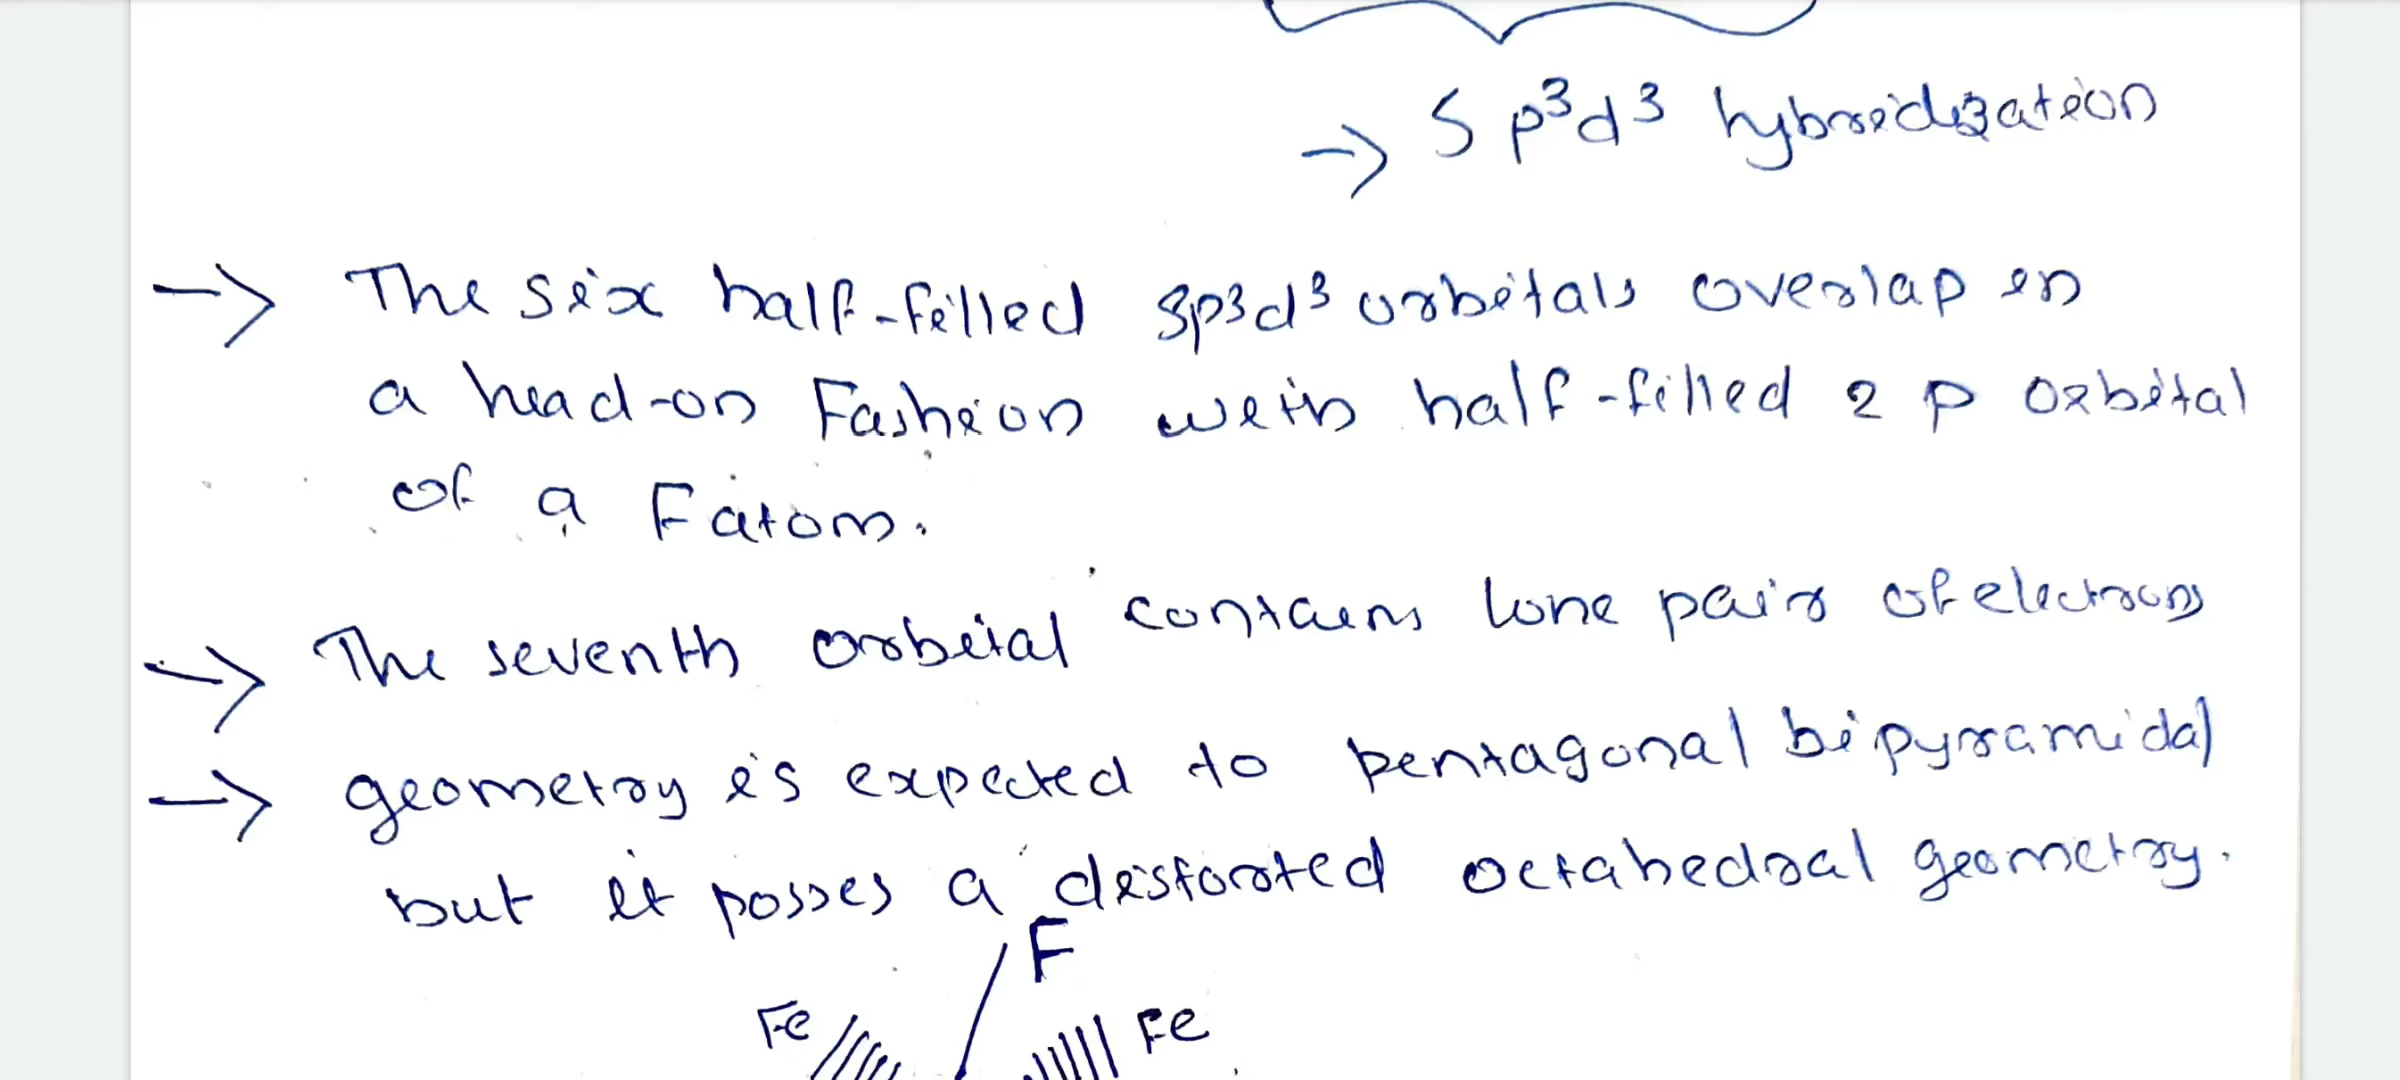 → sp³d³ hybridization
→ The six half-filled sp³d³ orbitals overlap in
a head-on Fashion with half-filled 2p orbital
of a F atom.
→ The seventh orbital contains lone pair of electrons
→ geometry is expected to pentagonal bipyramidal
but it posses a distorted octahedral geometry.
F
Fe Fe